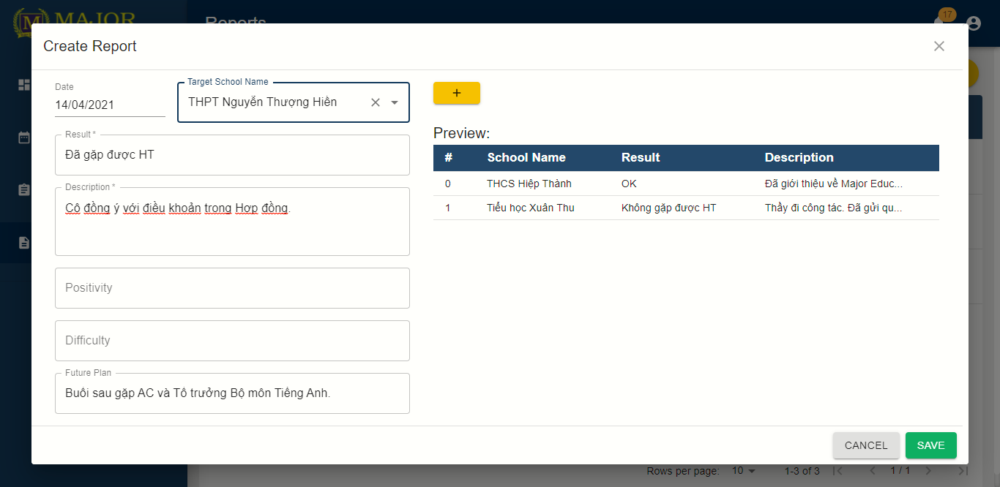 MAJOR
Reports
17
Create Report
Date
14/04/2021
Target School Name
THPT Nguyễn Thượng Hiền
Result *
Đã gặp được HT
Description *
Cô đồng ý với điều khoản trong Hợp đồng.
Positivity
Difficulty
Future Plan
Buổi sau gặp AC và Tổ trưởng Bộ môn Tiếng Anh.
+
Preview:
# School Name Result Description
0 THCS Hiệp Thành OK Đã giới thiệu về Major Educ...
1 Tiểu học Xuân Thu Không gặp được HT Thầy đi công tác. Đã gửi qu...
CANCEL SAVE
Rows per page: 10 1-3 of 3 1 / 1